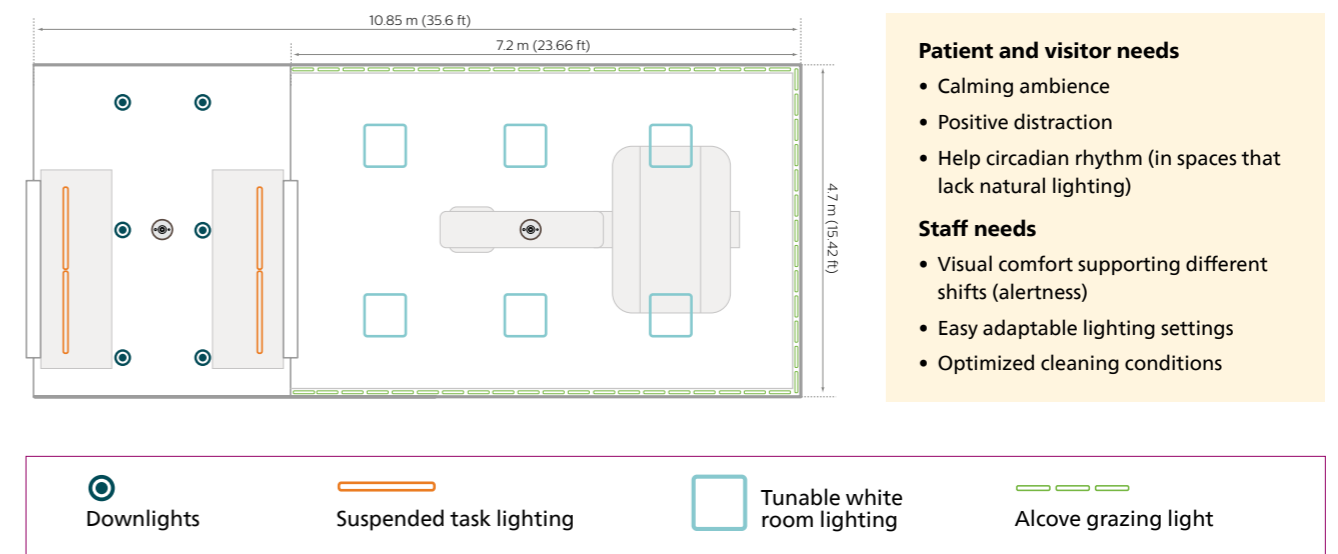 10.85 m (35.6 ft)
7.2 m (23.66 ft)
4.7 m (15.42 ft)
Patient and visitor needs
• Calming ambience
• Positive distraction
• Help circadian rhythm (in spaces that
lack natural lighting)
Staff needs
• Visual comfort supporting different
shifts (alertness)
• Easy adaptable lighting settings
• Optimized cleaning conditions
Downlights
Suspended task lighting
Tunable white
room lighting
Alcove grazing light